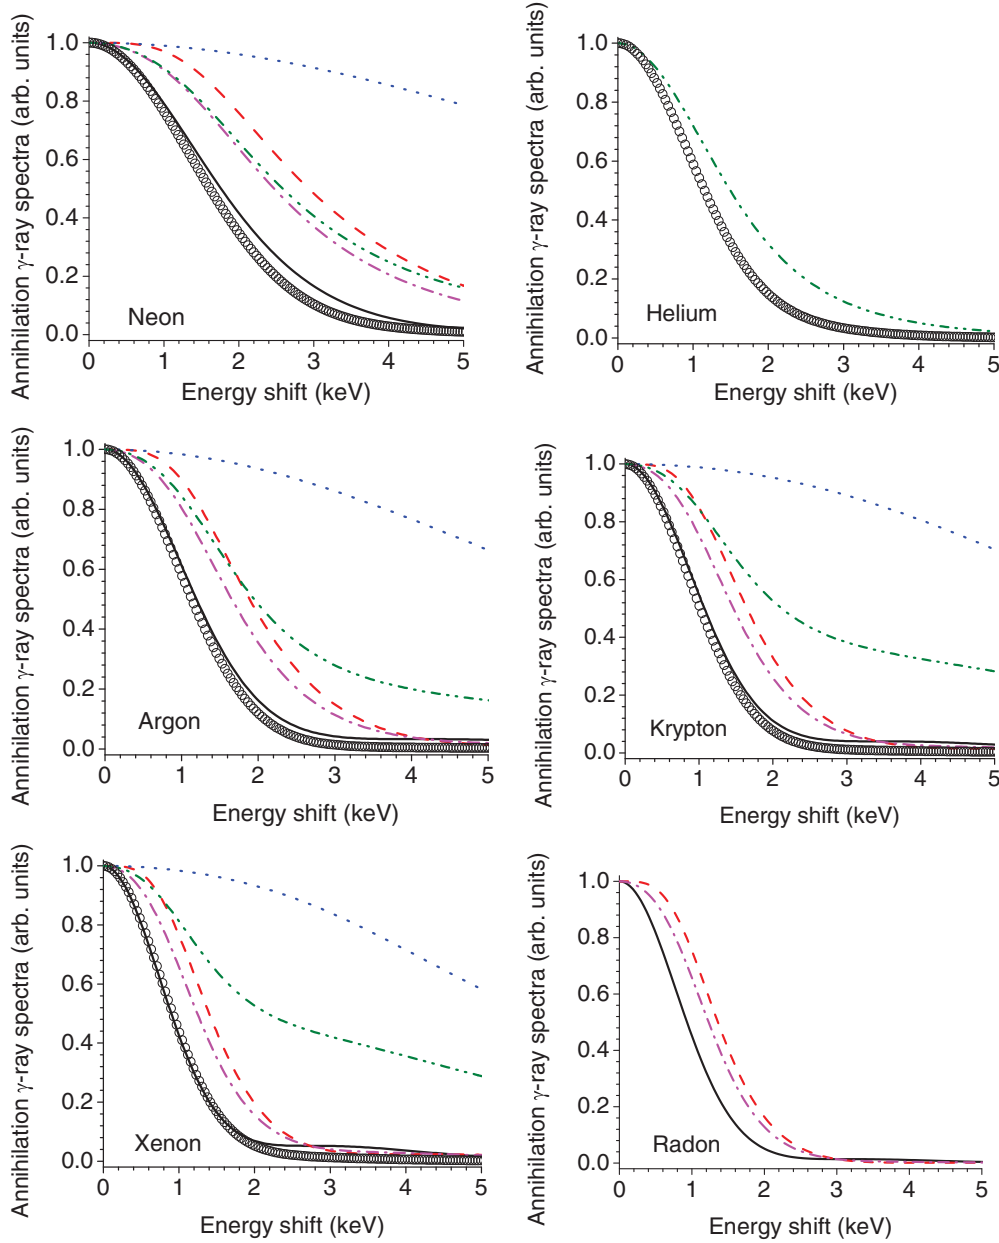 Annihilation γ-ray spectra (arb. units)
1.0
0.8
0.6
0.4
0.2
0.0
Neon
0 1 2 3 4 5
Energy shift (keV)
Annihilation γ-ray spectra (arb. units)
1.0
0.8
0.6
0.4
0.2
0.0
Helium
0 1 2 3 4 5
Energy shift (keV)
Annihilation γ-ray spectra (arb. units)
1.0
0.8
0.6
0.4
0.2
0.0
Argon
0 1 2 3 4 5
Energy shift (keV)
Annihilation γ-ray spectra (arb. units)
1.0
0.8
0.6
0.4
0.2
0.0
Krypton
0 1 2 3 4 5
Energy shift (keV)
Annihilation γ-ray spectra (arb. units)
1.0
0.8
0.6
0.4
0.2
0.0
Xenon
0 1 2 3 4 5
Energy shift (keV)
Annihilation γ-ray spectra (arb. units)
1.0
0.8
0.6
0.4
0.2
0.0
Radon
0 1 2 3 4 5
Energy shift (keV)